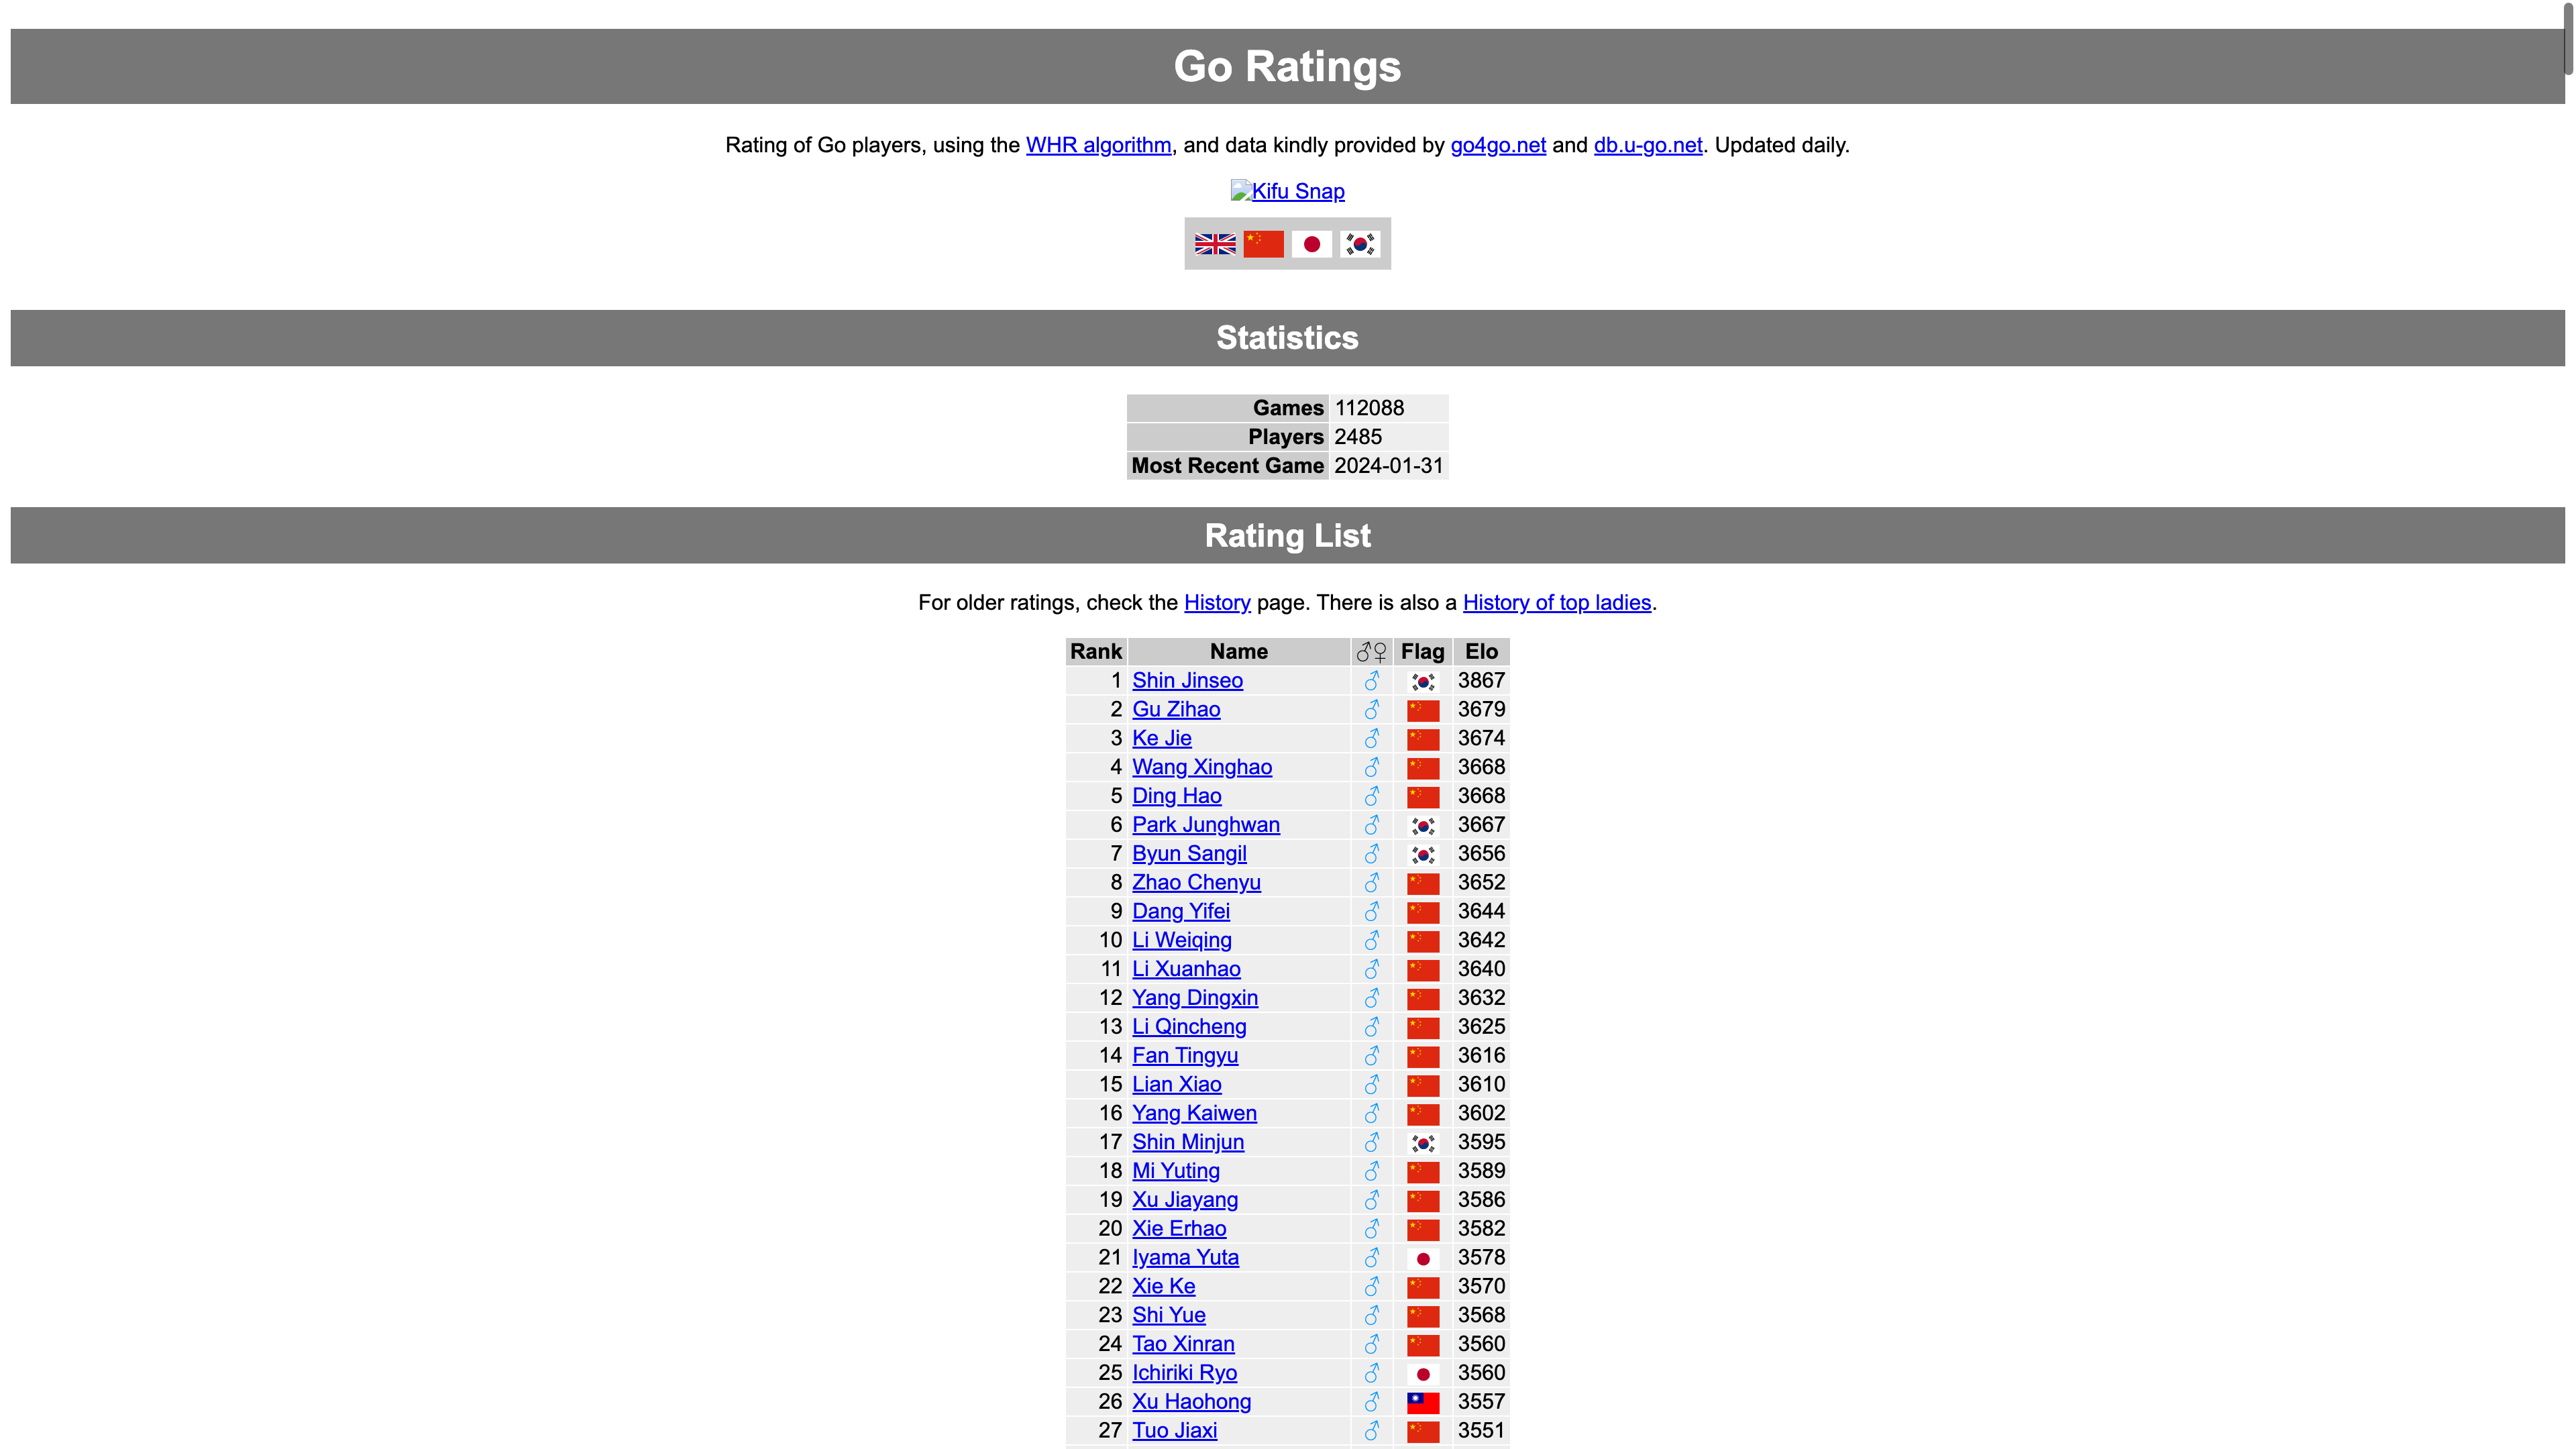 Go Ratings
Rating of Go players, using the WHR algorithm, and data kindly provided by go4go.net and db.u-go.net. Updated daily.
Kifu Snap
Statistics
Games 112088
Players 2485
Most Recent Game 2024-01-31
Rating List
For older ratings, check the History page. There is also a History of top ladies.
Rank Name ♂♀ Flag Elo
1 Shin Jinseo ♂ 3867
2 Gu Zihao ♂ 3679
3 Ke Jie ♂ 3674
4 Wang Xinghao ♂ 3668
5 Ding Hao ♂ 3668
6 Park Junghwan ♂ 3667
7 Byun Sangil ♂ 3656
8 Zhao Chenyu ♂ 3652
9 Dang Yifei ♂ 3644
10 Li Weiqing ♂ 3642
11 Li Xuanhao ♂ 3640
12 Yang Dingxin ♂ 3632
13 Li Qincheng ♂ 3625
14 Fan Tingyu ♂ 3616
15 Lian Xiao ♂ 3610
16 Yang Kaiwen ♂ 3602
17 Shin Minjun ♂ 3595
18 Mi Yuting ♂ 3589
19 Xu Jiayang ♂ 3586
20 Xie Erhao ♂ 3582
21 Iyama Yuta ♂ 3578
22 Xie Ke ♂ 3570
23 Shi Yue ♂ 3568
24 Tao Xinran ♂ 3560
25 Ichiriki Ryo ♂ 3560
26 Xu Haohong ♂ 3557
27 Tuo Jiaxi ♂ 3551